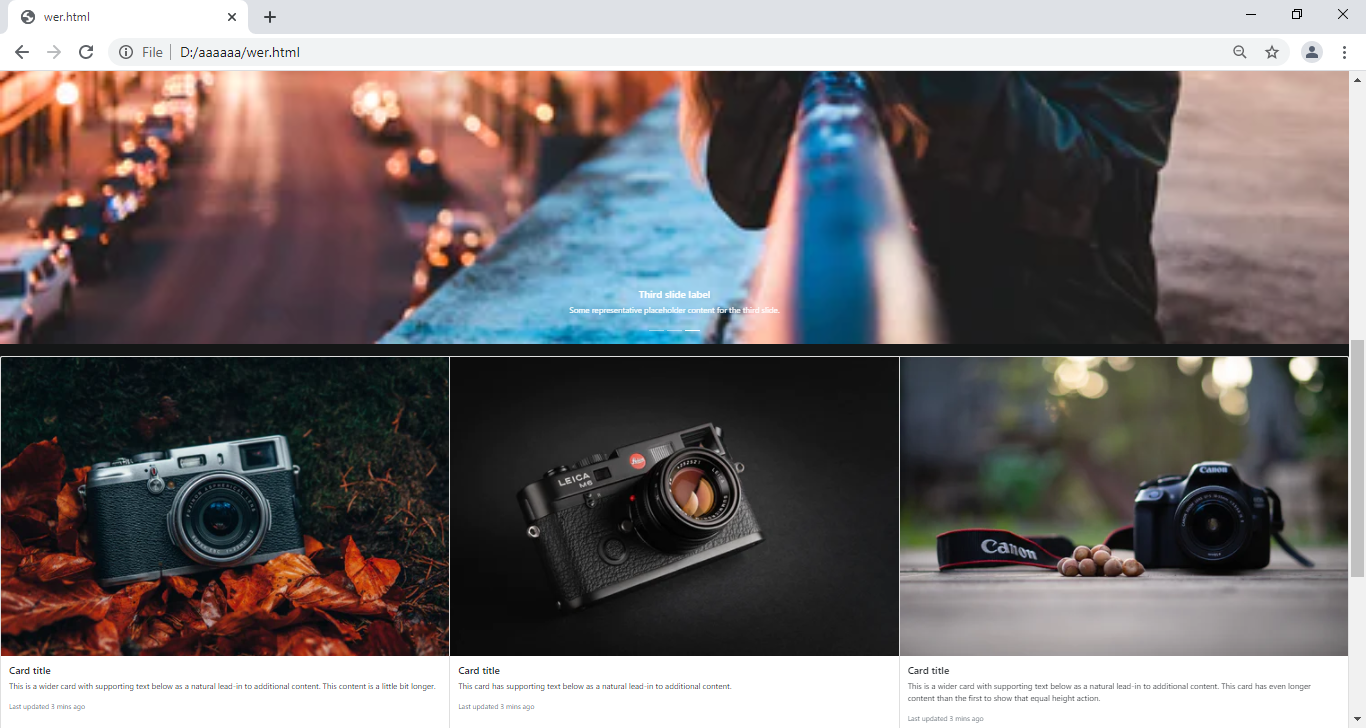 wer.html
File D:/aaaaaa/wer.html
Third slide label
Some representative placeholder content for the third slide.
LEICA
M6
Leica
Canon
Canon
Card title
This is a wider card with supporting text below as a natural lead-in to additional content. This content is a little bit longer.
Last updated 3 mins ago
Card title
This card has supporting text below as a natural lead-in to additional content.
Last updated 3 mins ago
Card title
This is a wider card with supporting text below as a natural lead-in to additional content. This card has even longer
content than the first to show that equal height action.
Last updated 3 mins ago